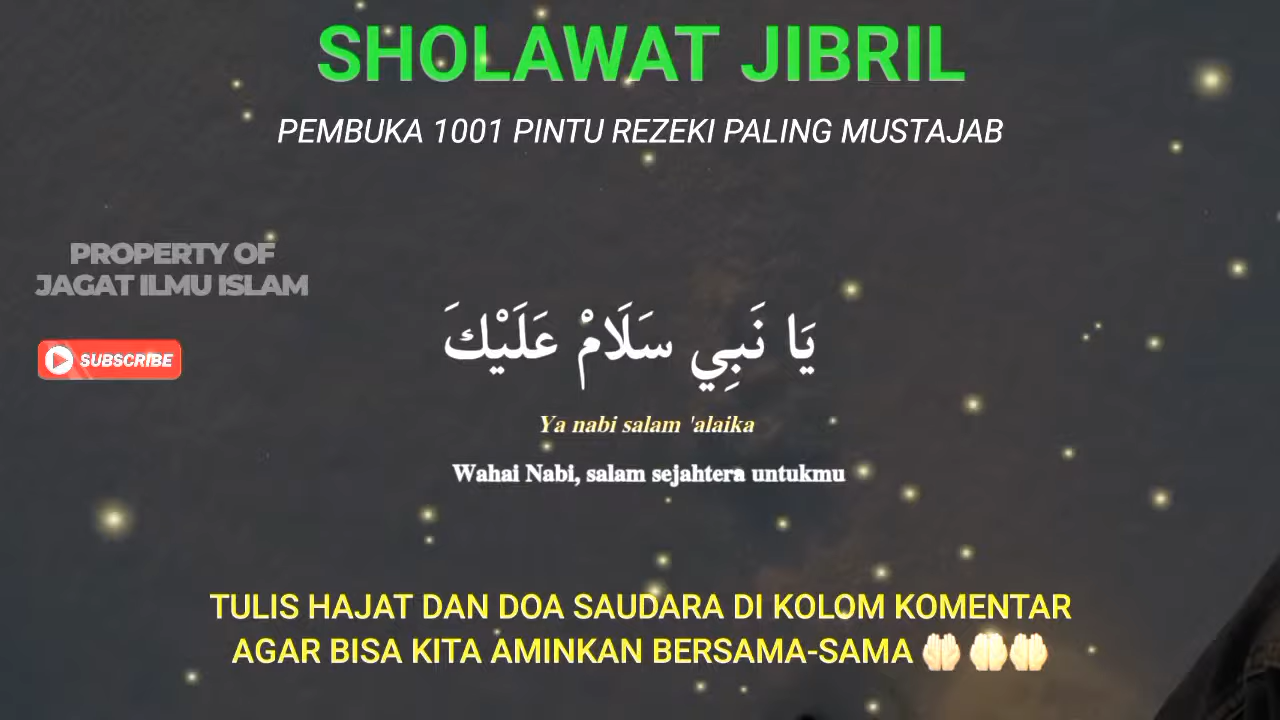 SHOLAWAT JIBRIL
PEMBUKA 1001 PINTU REZEKI PALING MUSTAJAB
PROPERTY OF
JAGAT ILMU ISLAM
SUBSCRIBE
يَا نَبِي سَلَامْ عَلَيْكَ
Ya nabi salam 'alaika
Wahai Nabi, salam sejahtera untukmu
TULIS HAJAT DAN DOA SAUDARA DI KOLOM KOMENTAR
AGAR BISA KITA AMINKAN BERSAMA-SAMA 🤲🏻 🤲🏻🤲🏻